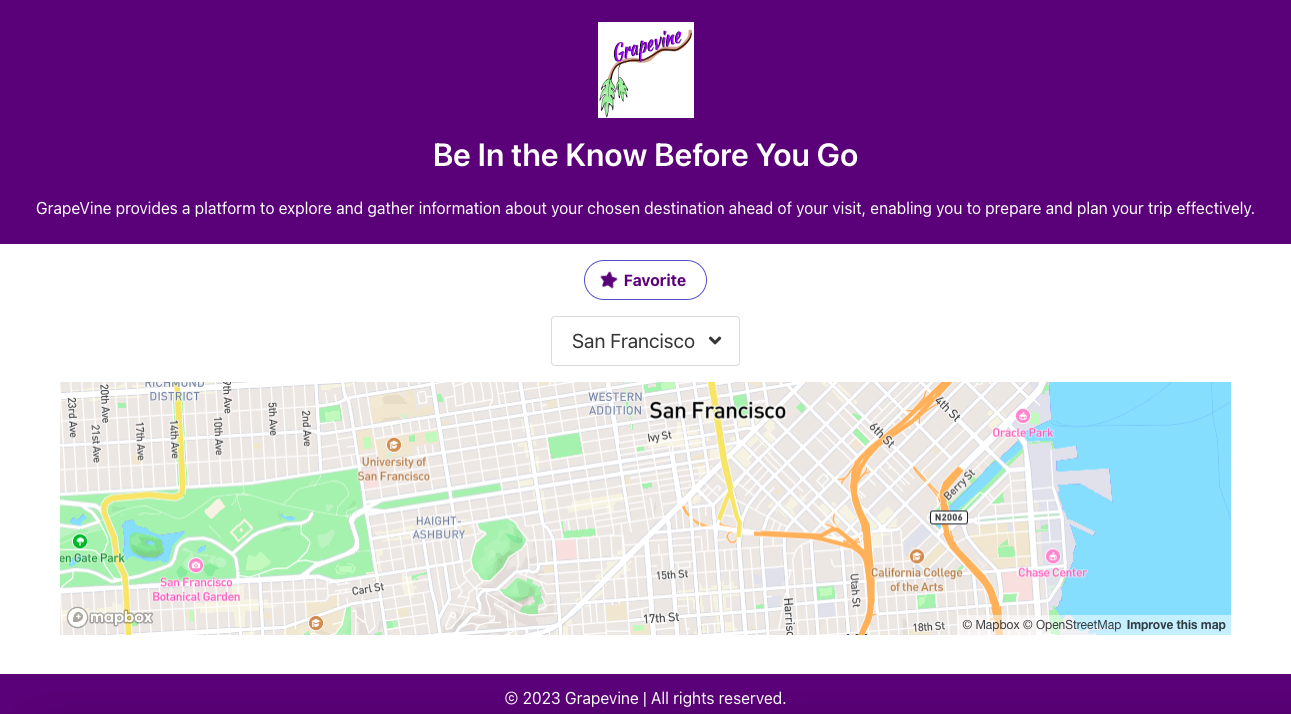 Grapevine
Be In the Know Before You Go
GrapeVine provides a platform to explore and gather information about your chosen destination ahead of your visit, enabling you to prepare and plan your trip effectively.
Favorite
San Francisco
RICHMOND
DISTRICT
23rd Ave
21st Ave
20th Ave
17th Ave
14th Ave
10th Ave
5th Ave
2nd Ave
WESTERN
ADDITION
San Francisco
Ivy St
4th St
6th St
Oracle Park
University of
San Francisco
Berry St
N2006
HAIGHT-
ASHBURY
en Gate Park
San Francisco
Botanical Garden
Carl St
15th St
Utah St
California College
of the Arts
Chase Center
17th St
18th St
mapbox
© Mapbox © OpenStreetMap Improve this map
© 2023 Grapevine | All rights reserved.